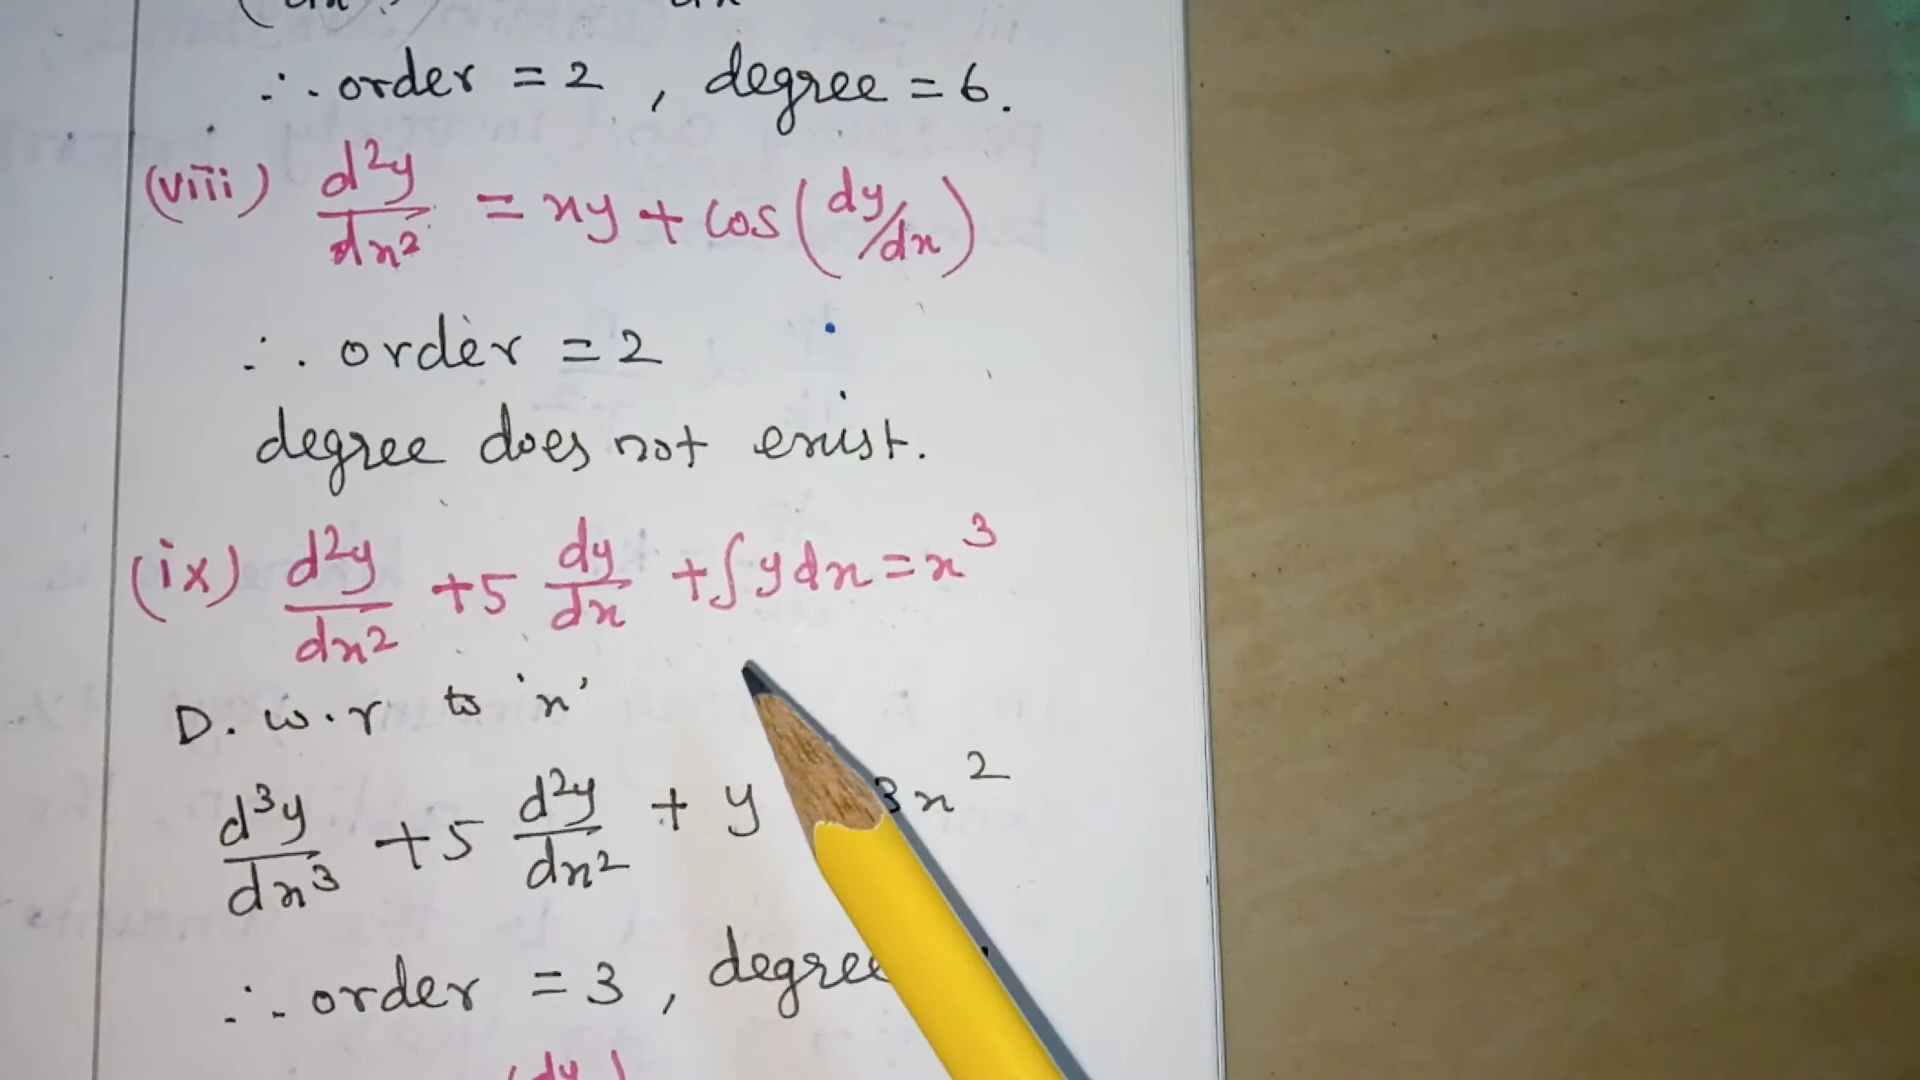 ∴ order = 2 , degree = 6.
(viii) d²y/dx² = xy + cos(dy/dx)
∴ order = 2
degree does not exist.
(ix) d²y/dx² + 5 dy/dx + ∫y dx = x³
D. w.r to 'x'
d³y/dx³ + 5 d²y/dx² + y 3x²
∴ order = 3 , degree